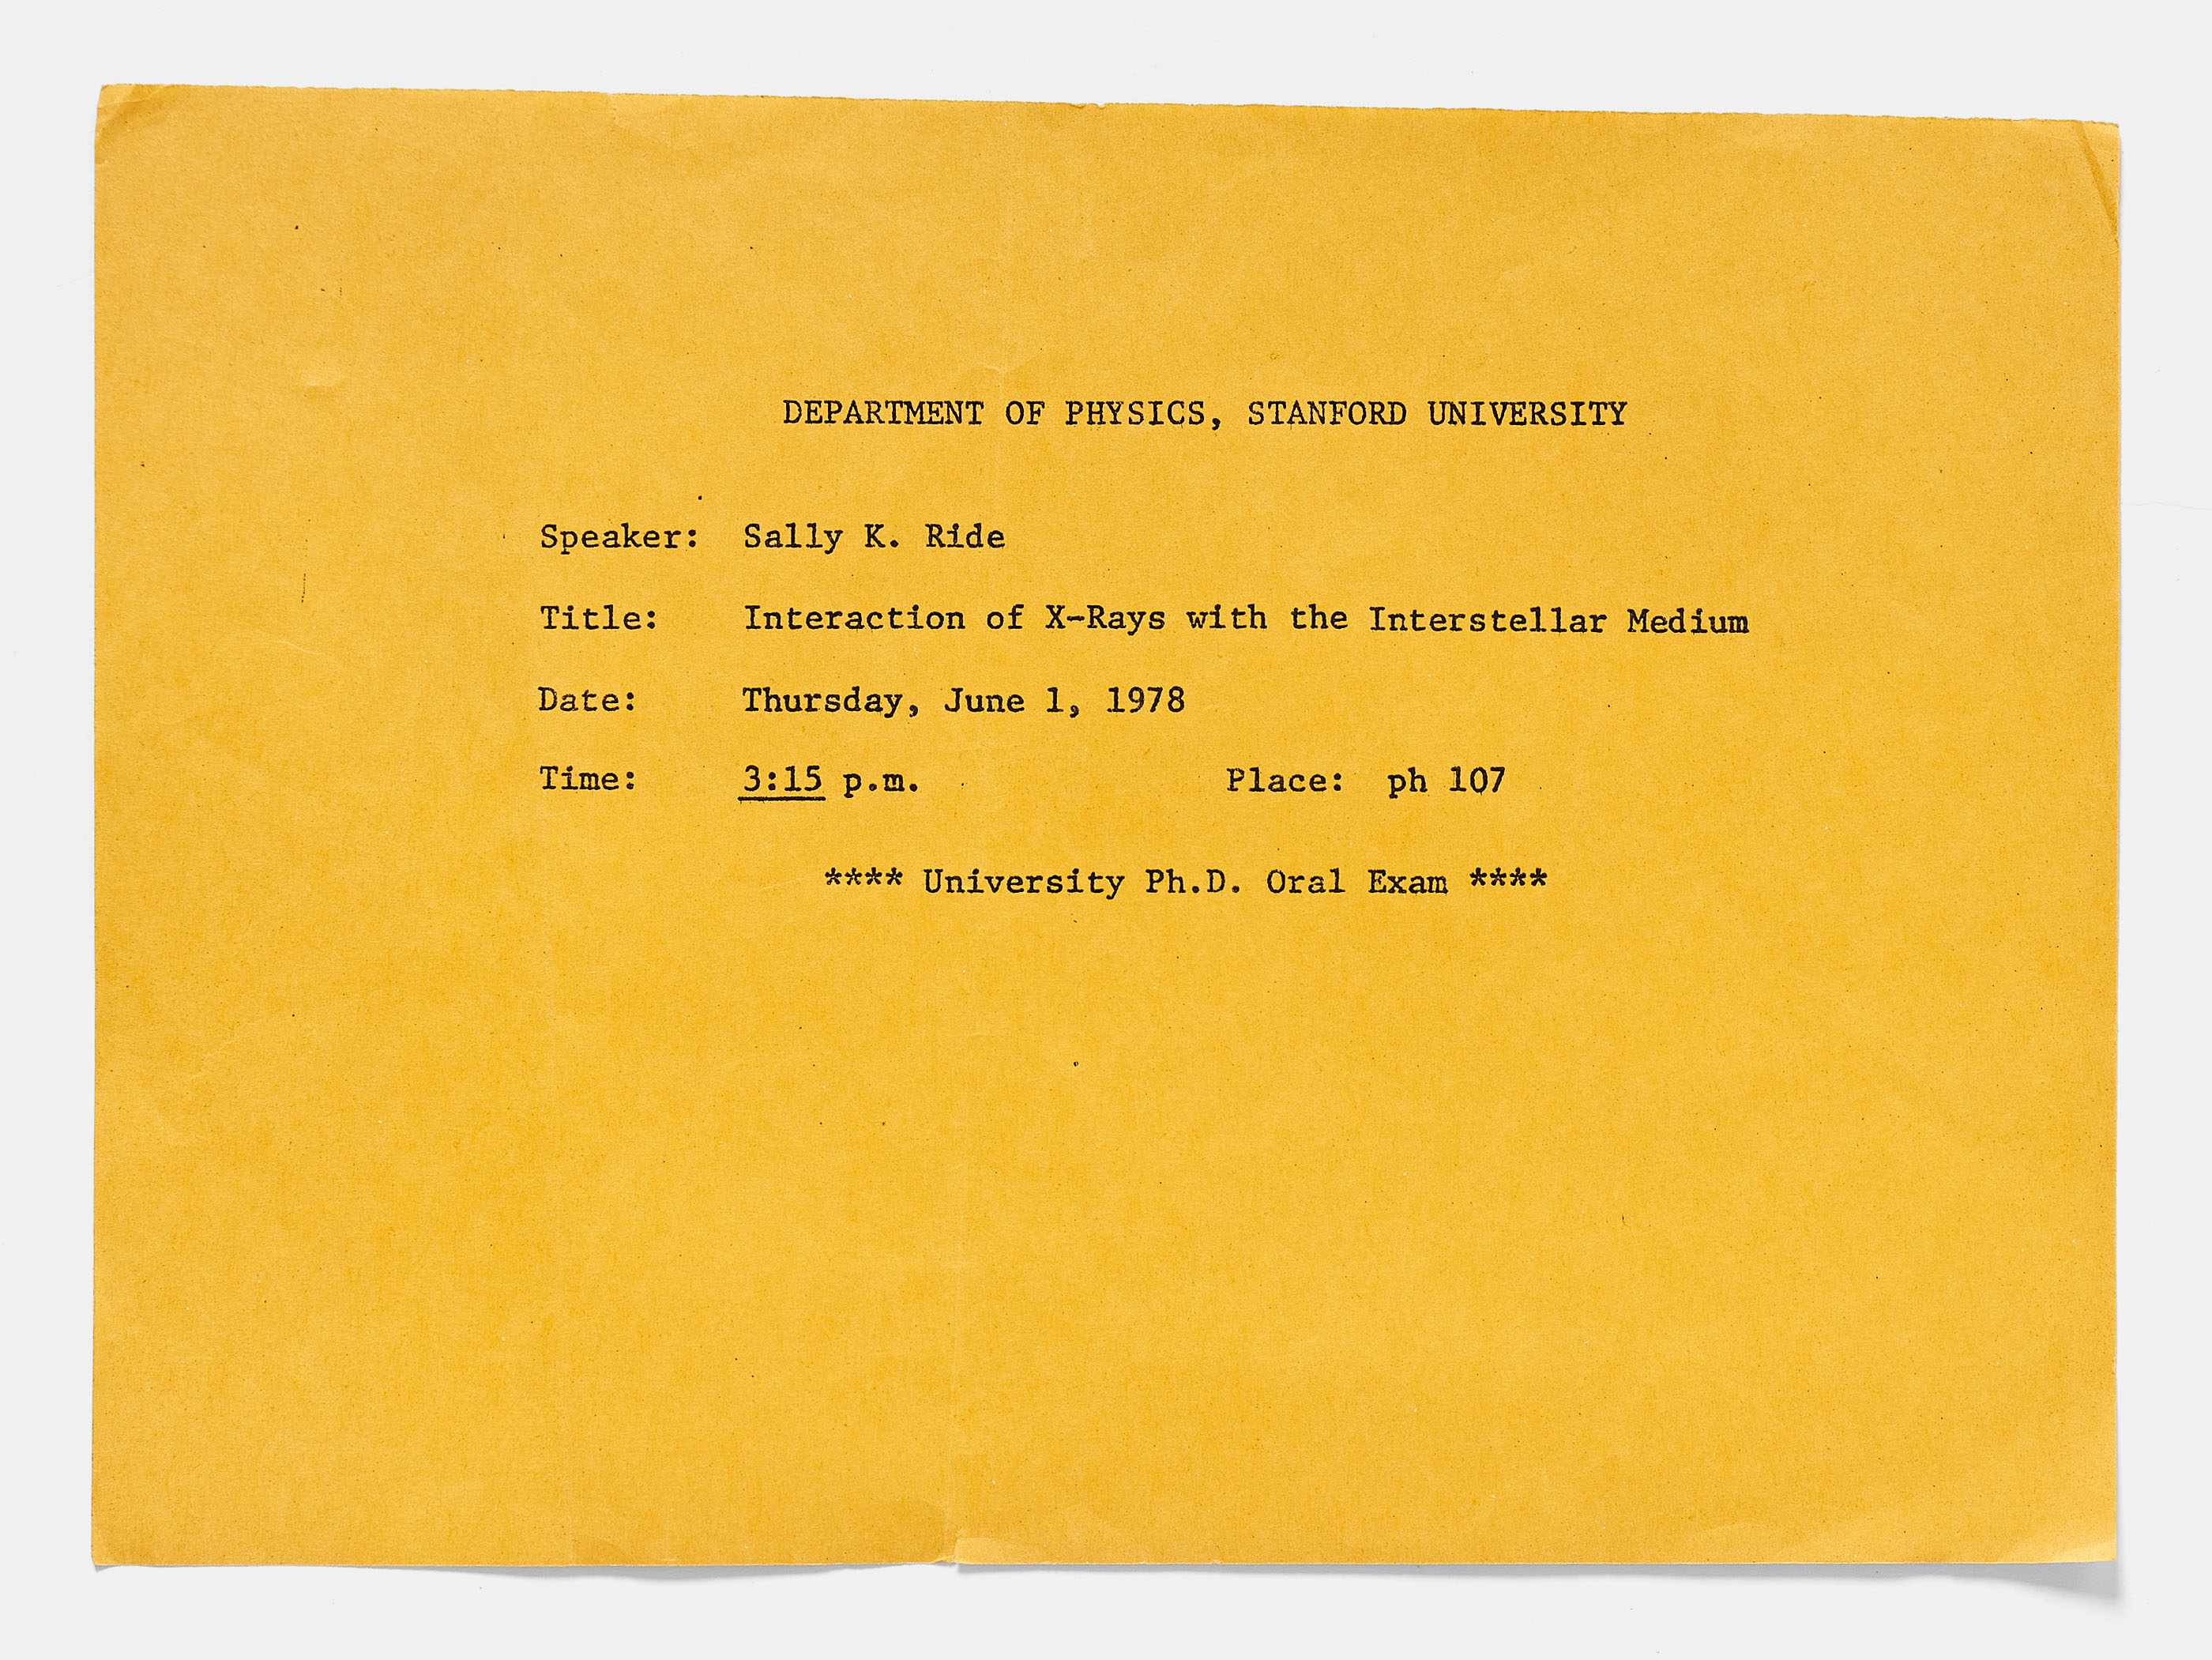 DEPARTMENT OF PHYSICS, STANFORD UNIVERSITY
Speaker: Sally K. Ride
Title: Interaction of X-Rays with the Interstellar Medium
Date: Thursday, June 1, 1978
Time: 3:15 p.m. Place: ph 107
**** University Ph.D. Oral Exam ****